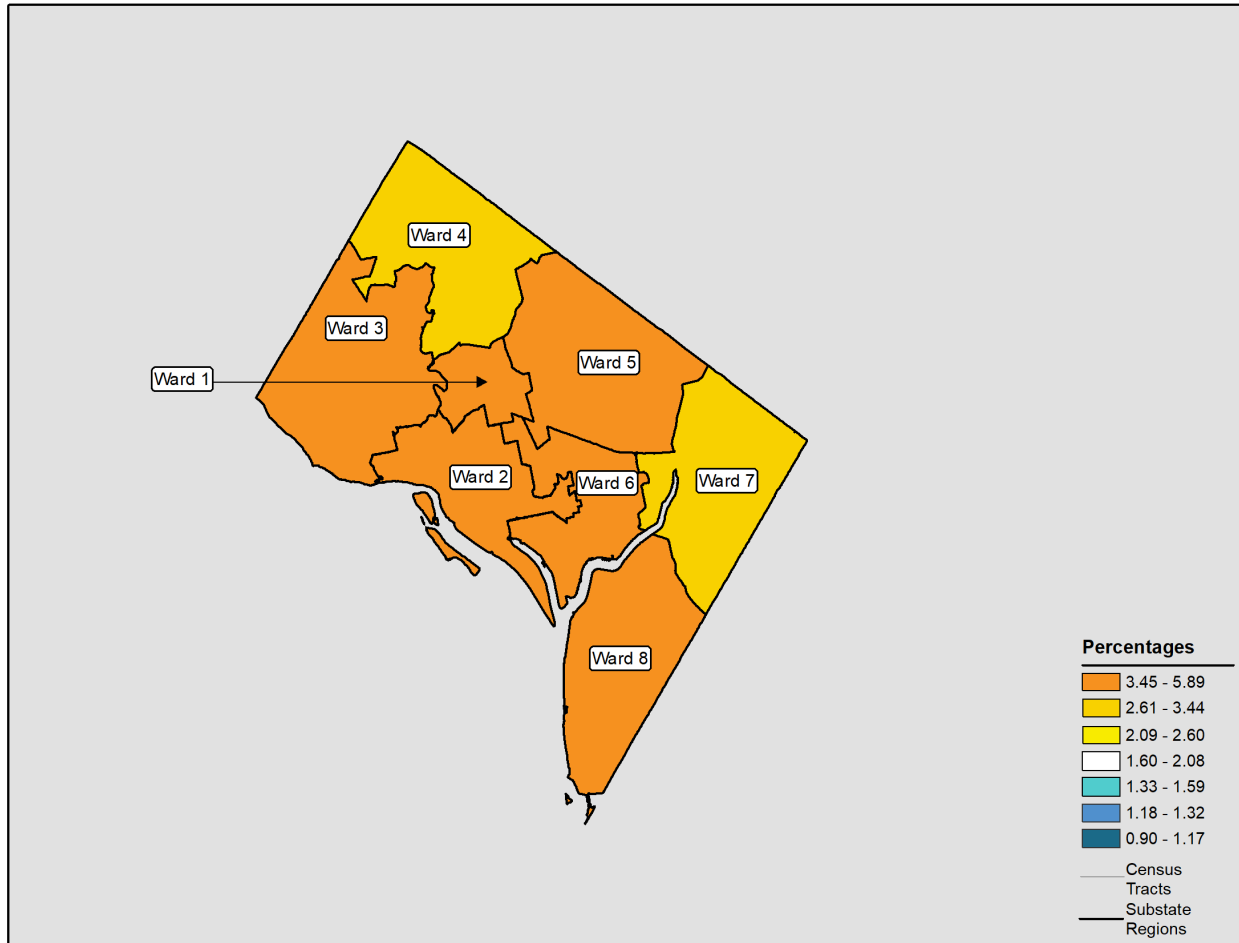 Ward 4
Ward 3
Ward 5
Ward 1
Ward 2
Ward 6
Ward 7
Ward 8
Percentages
3.45 - 5.89
2.61 - 3.44
2.09 - 2.60
1.60 - 2.08
1.33 - 1.59
1.18 - 1.32
0.90 - 1.17
Census
Tracts
Substate
Regions